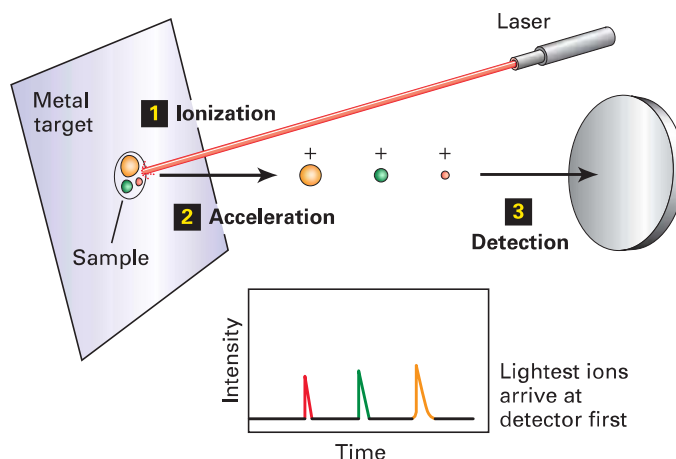 Laser
Metal
target
1 Ionization
+ + +
2 Acceleration
3
Detection
Sample
Intensity
Time
Lightest ions
arrive at
detector first